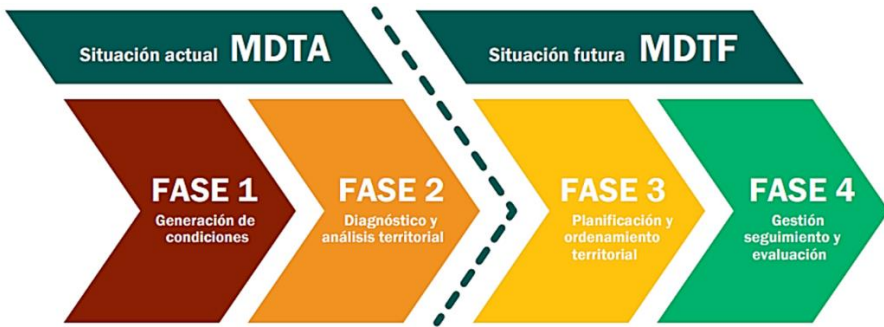 Situación actual MDTA
Situación futura MDTF
FASE 1
Generación de
condiciones
FASE 2
Diagnóstico y
análisis territorial
FASE 3
Planificación y
ordenamiento
territorial
FASE 4
Gestión
seguimiento y
evaluación